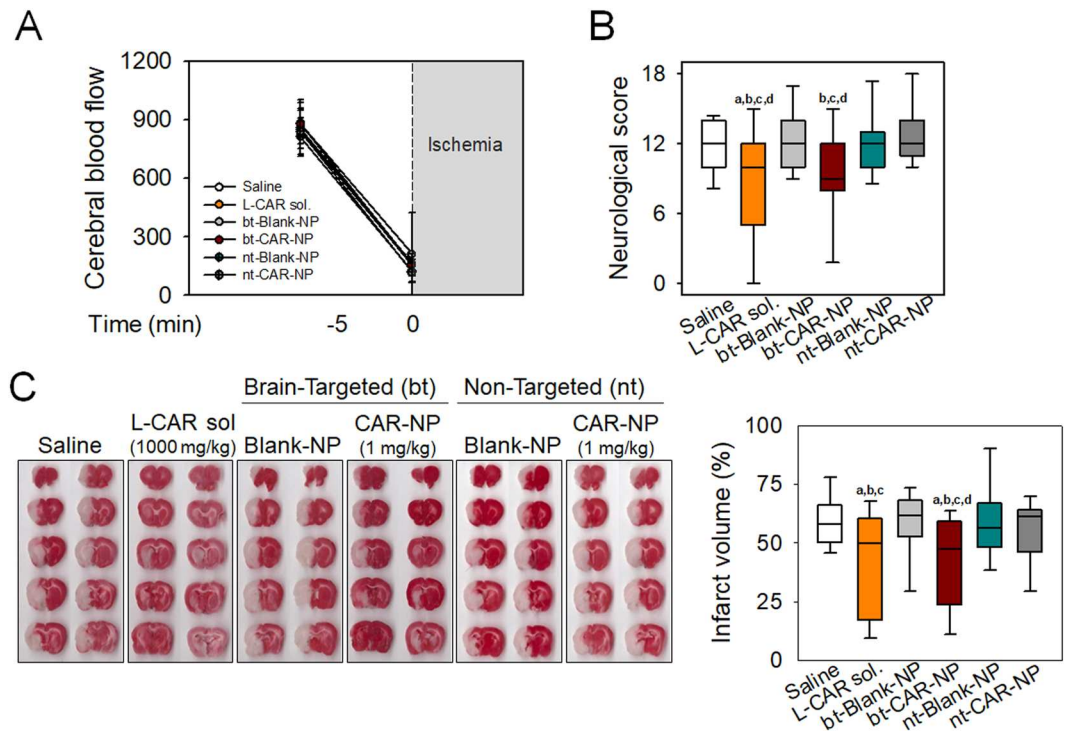 A
Cerebral blood flow
1200
900
600
300
0
Ischemia
Saline
L-CAR sol.
bt-Blank-NP
bt-CAR-NP
nt-Blank-NP
nt-CAR-NP
Time (min)
-5
0
B
Neurological score
18
12
6
0
a,b,c,d
b,c,d
Saline
L-CAR sol.
bt-Blank-NP
bt-CAR-NP
nt-Blank-NP
nt-CAR-NP
C
Brain-Targeted (bt)
Non-Targeted (nt)
Saline
L-CAR sol
(1000 mg/kg)
Blank-NP
CAR-NP
(1 mg/kg)
Blank-NP
CAR-NP
(1 mg/kg)
Infarct volume (%)
100
75
50
25
0
a,b,c
a,b,c,d
Saline
L-CAR sol.
bt-Blank-NP
bt-CAR-NP
nt-Blank-NP
nt-CAR-NP